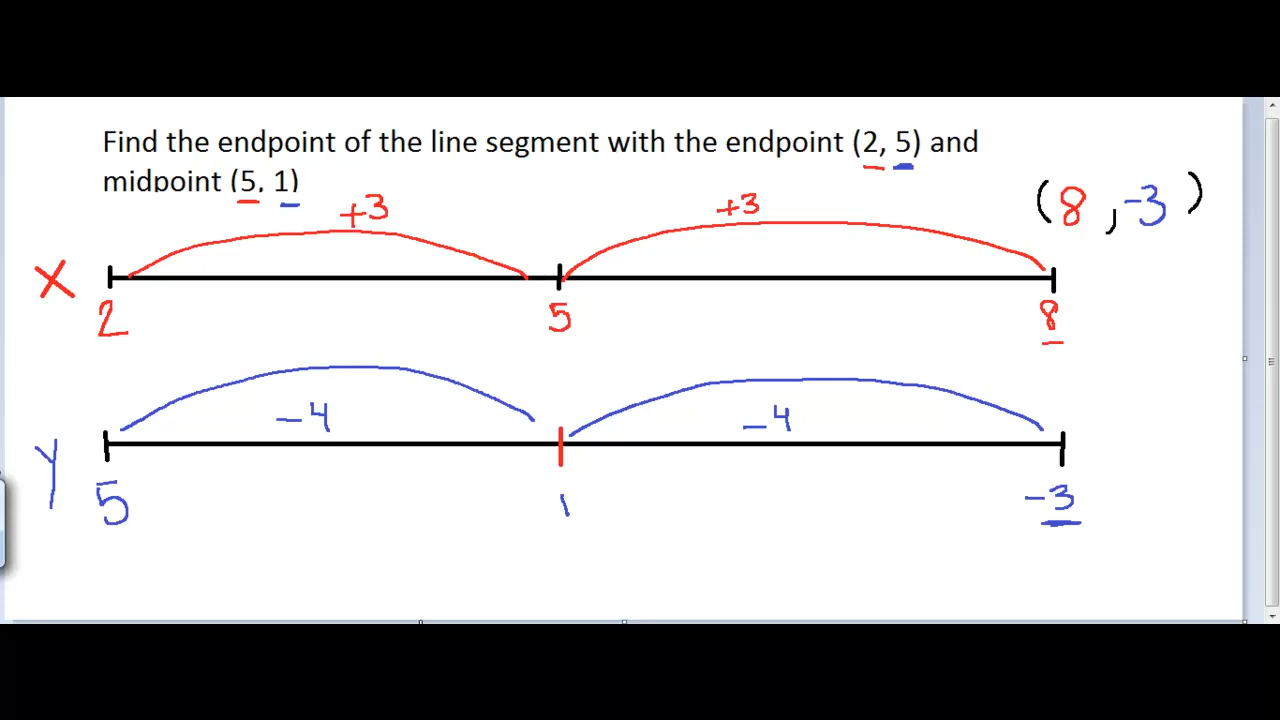 Find the endpoint of the line segment with the endpoint (2, 5) and
midpoint (5, 1)
(8, -3)
+3 +3
X
2 5 8
-4 -4
y
5 1 -3